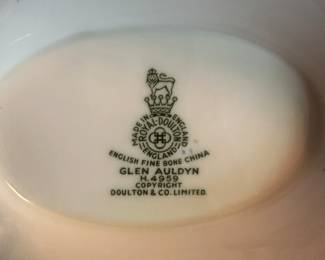 MADE IN ENGLAND
ROYAL DOULTON
ENGLAND
ENGLISH FINE BONE CHINA
GLEN AULDYN
H.4959
COPYRIGHT
DOULTON & CO. LIMITED.